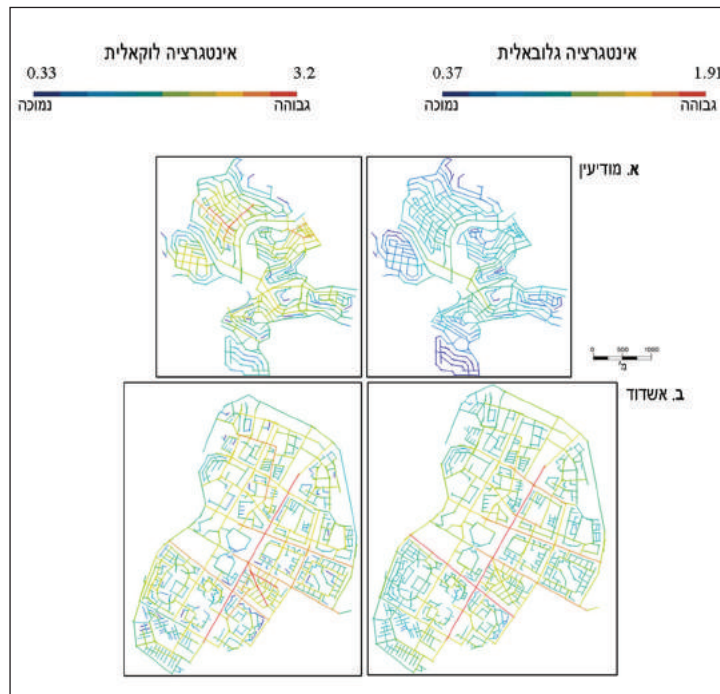 אינטגרציה גלובאלית
0.37 1.91
נמוכה גבוהה
אינטגרציה לוקאלית
0.33 3.2
נמוכה גבוהה
א. מודיעין
0 500 1000
מ'
ב. אשדוד